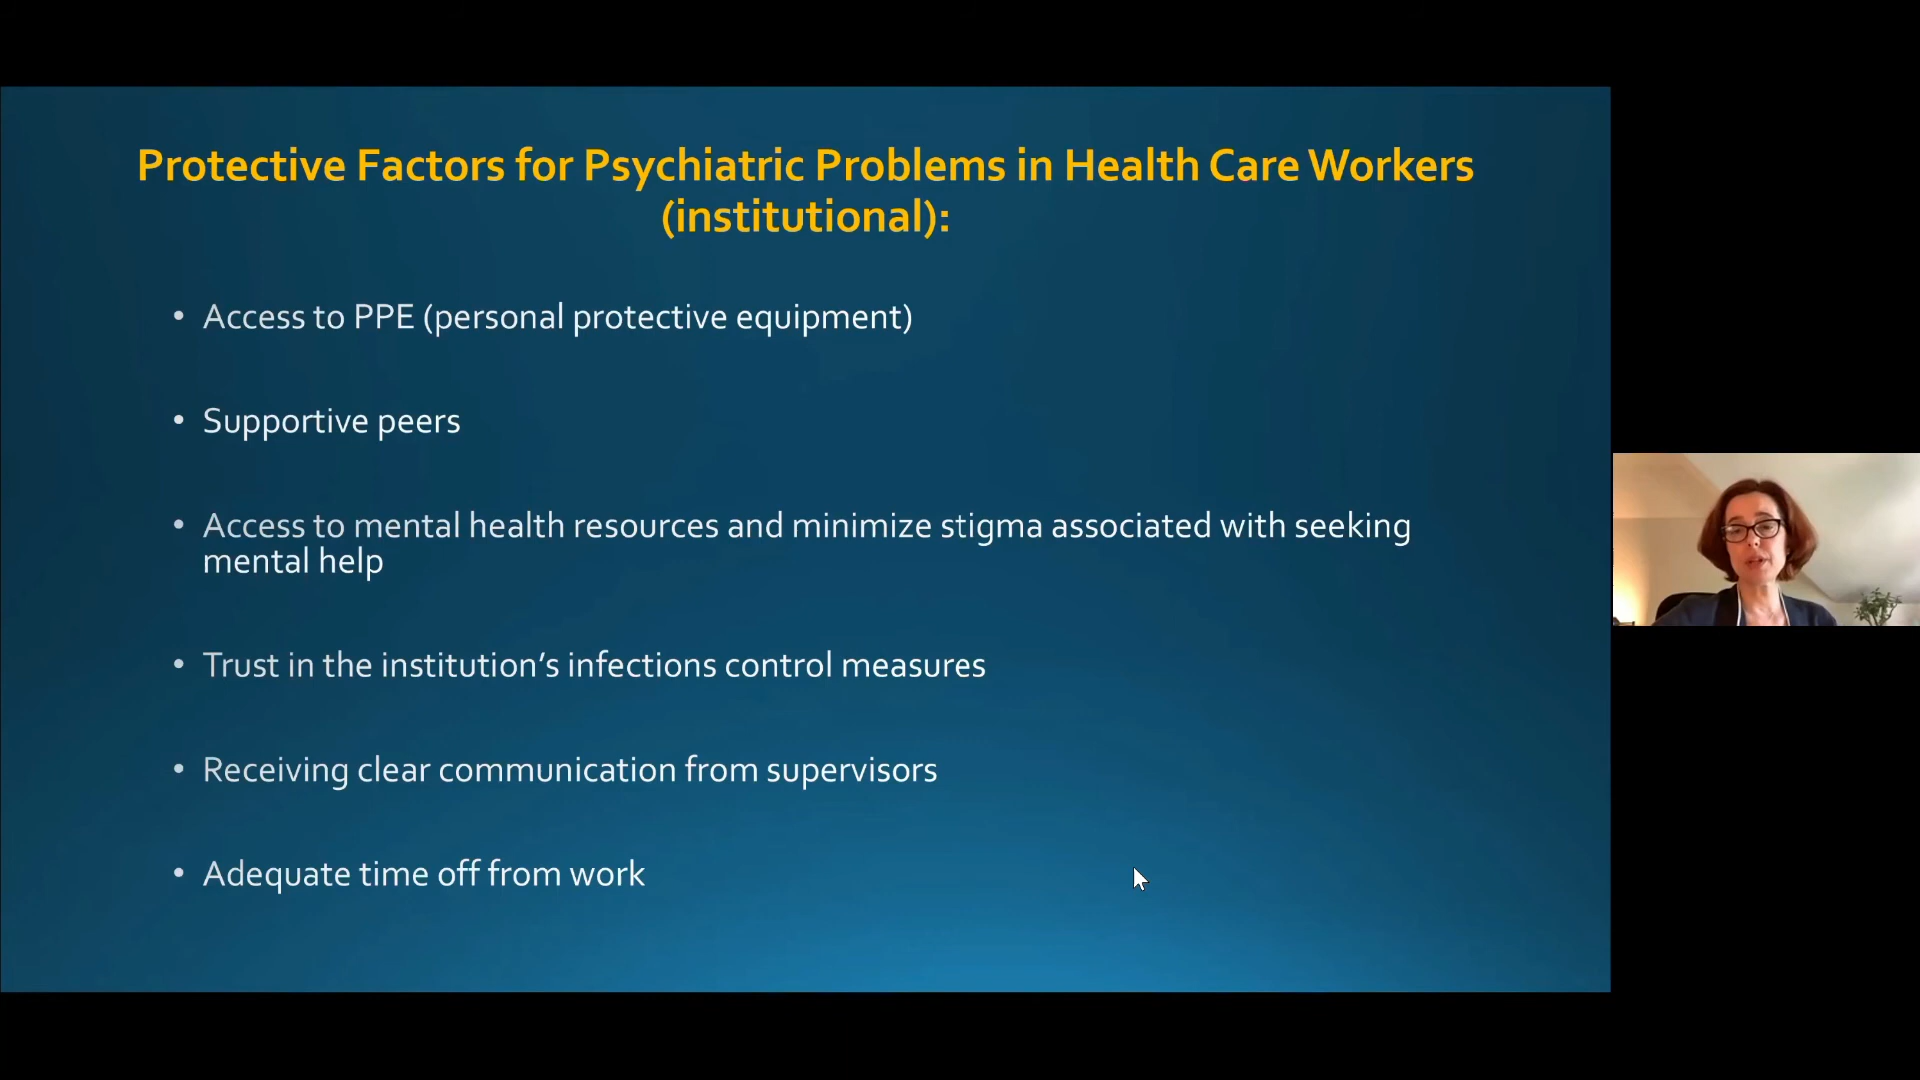 Protective Factors for Psychiatric Problems in Health Care Workers
(institutional):
• Access to PPE (personal protective equipment)
• Supportive peers
• Access to mental health resources and minimize stigma associated with seeking
mental help
• Trust in the institution’s infections control measures
• Receiving clear communication from supervisors
• Adequate time off from work